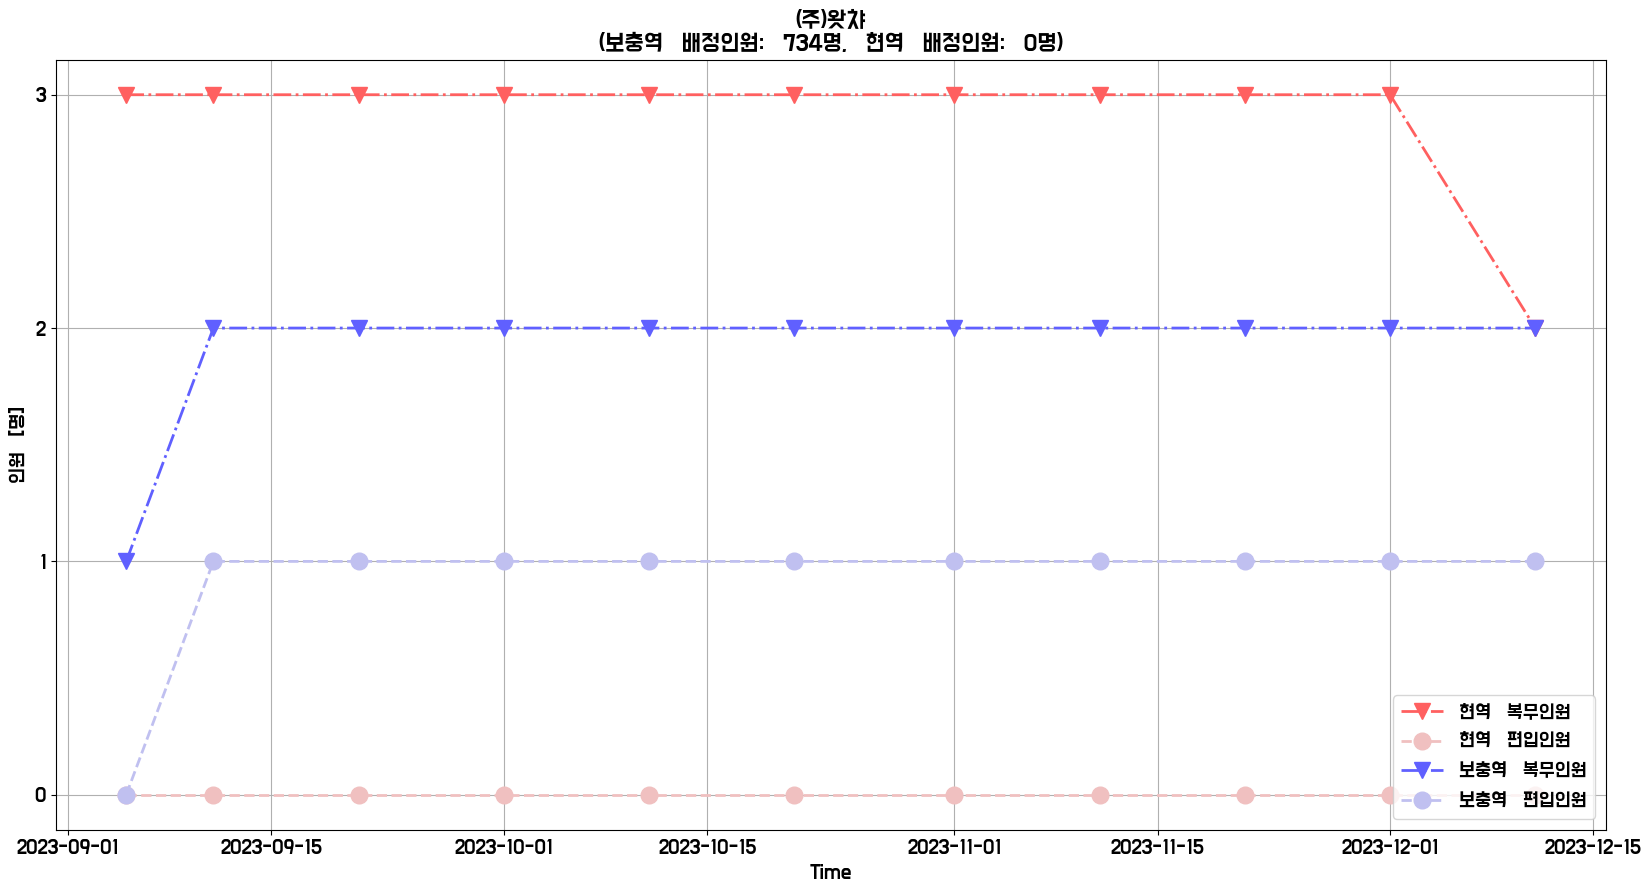 (주)왓챠
(보충역 배정인원: 734명, 현역 배정인원: 0명)
3
2
1
0
인원 [명]
2023-09-01 2023-09-15 2023-10-01 2023-10-15 2023-11-01 2023-11-15 2023-12-01 2023-12-15
Time
현역 복무인원
현역 편입인원
보충역 복무인원
보충역 편입인원